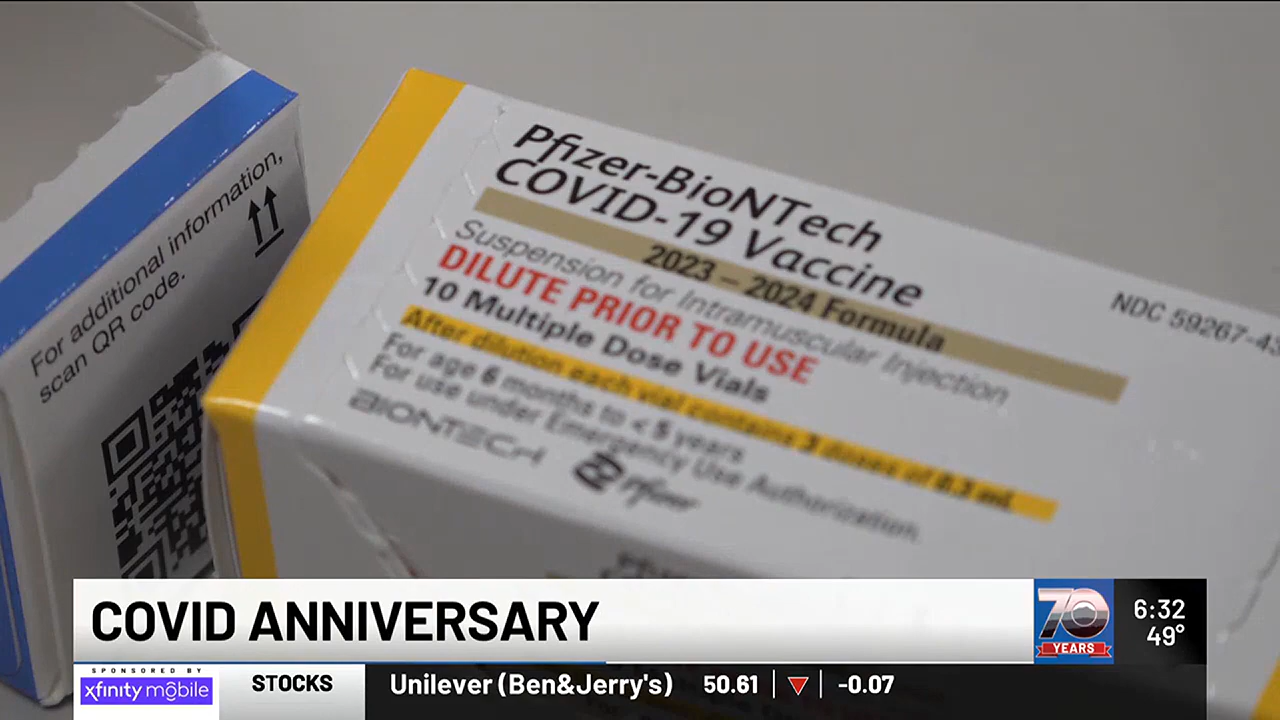 For additional information,
scan QR code.
Pfizer-BioNTech
COVID-19 Vaccine
2023 – 2024 Formula
NDC 59267-43
Suspension for Intramuscular Injection
DILUTE PRIOR TO USE
10 Multiple Dose Vials
After dilution each vial contains 3 doses of 0.3 mL
For age 6 months to < 5 years
For use under Emergency Use Authorization
BIONTECH
Pfizer
COVID ANNIVERSARY
70
YEARS
6:32
49°
SPONSORED BY
xfinity mobile
STOCKS
Unilever (Ben&Jerry's) 50.61 -0.07